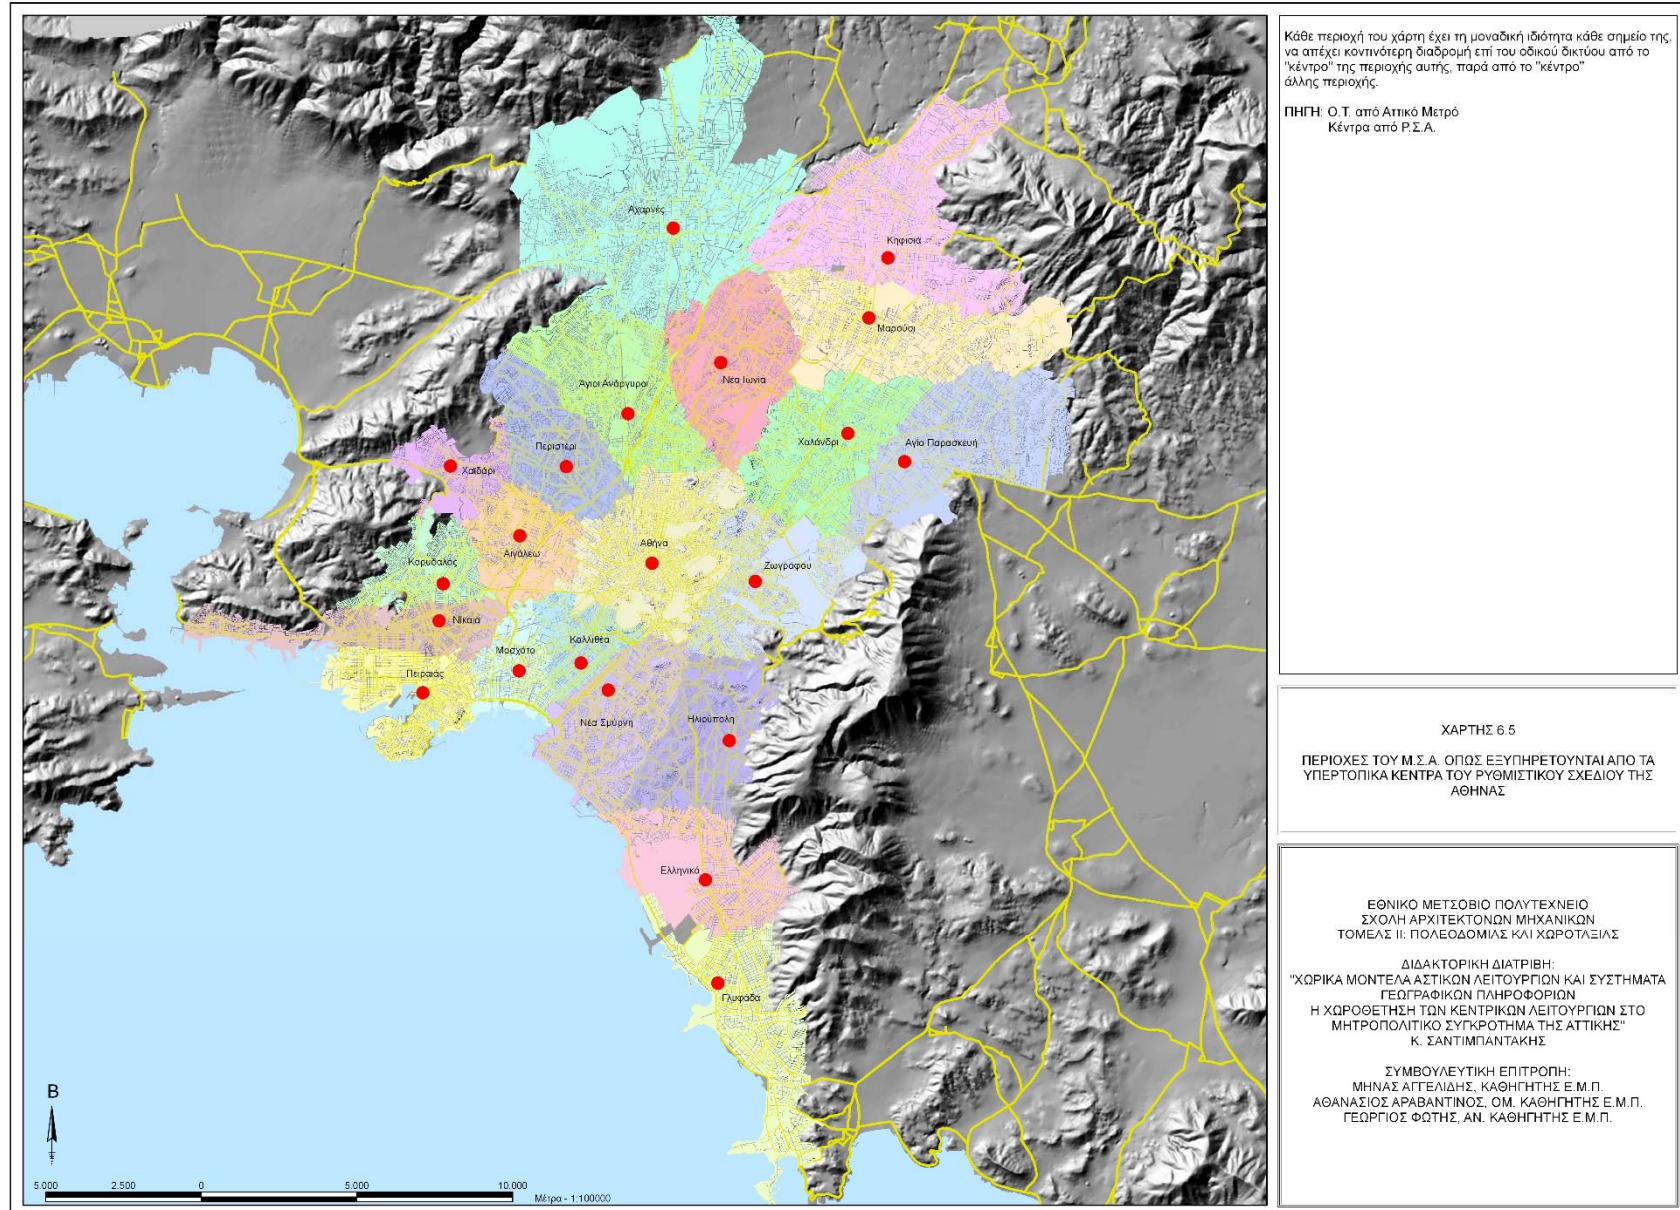 Κάθε περιοχή του χάρτη έχει τη μοναδική ιδιότητα κάθε σημείο της,
να απέχει κοντινότερη διαδρομή επί του οδικού δικτύου από το
"κέντρο" της περιοχής αυτής, παρά από το "κέντρο"
άλλης περιοχής.
ΠΗΓΗ: Ο.Τ. από Αττικό Μετρό
Κέντρα από Ρ.Σ.Α.
Αχαρνές
Κηφισιά
Μαρούσι
Νέα Ιωνία
Άγιοι Ανάργυροι
Χαλάνδρι
Αγία Παρασκευή
Περιστέρι
Χαϊδάρι
Αιγάλεω
Αθήνα
Κορυδαλός
Ζωγράφου
Νίκαια
Καλλιθέα
Μοσχάτο
Πειραιάς
Νέα Σμύρνη
Ηλιούπολη
Ελληνικό
Γλυφάδα
Β
5.000 2.500 0 5.000 10.000
Μέτρα - 1:100000
ΧΑΡΤΗΣ 6.5
ΠΕΡΙΟΧΕΣ ΤΟΥ Μ.Σ.Α. ΟΠΩΣ ΕΞΥΠΗΡΕΤΟΥΝΤΑΙ ΑΠΟ ΤΑ
ΥΠΕΡΤΟΠΙΚΑ ΚΕΝΤΡΑ ΤΟΥ ΡΥΘΜΙΣΤΙΚΟΥ ΣΧΕΔΙΟΥ ΤΗΣ
ΑΘΗΝΑΣ
ΕΘΝΙΚΟ ΜΕΤΣΟΒΙΟ ΠΟΛΥΤΕΧΝΕΙΟ
ΣΧΟΛΗ ΑΡΧΙΤΕΚΤΟΝΩΝ ΜΗΧΑΝΙΚΩΝ
ΤΟΜΕΑΣ ΙΙ: ΠΟΛΕΟΔΟΜΙΑΣ ΚΑΙ ΧΩΡΟΤΑΞΙΑΣ
ΔΙΔΑΚΤΟΡΙΚΗ ΔΙΑΤΡΙΒΗ:
"ΧΩΡΙΚΑ ΜΟΝΤΕΛΑ ΑΣΤΙΚΩΝ ΛΕΙΤΟΥΡΓΙΩΝ ΚΑΙ ΣΥΣΤΗΜΑΤΑ
ΓΕΩΓΡΑΦΙΚΩΝ ΠΛΗΡΟΦΟΡΙΩΝ
Η ΧΩΡΟΘΕΤΗΣΗ ΤΩΝ ΚΕΝΤΡΙΚΩΝ ΛΕΙΤΟΥΡΓΙΩΝ ΣΤΟ
ΜΗΤΡΟΠΟΛΙΤΙΚΟ ΣΥΓΚΡΟΤΗΜΑ ΤΗΣ ΑΤΤΙΚΗΣ"
Κ. ΣΑΝΤΙΜΠΑΝΤΑΚΗΣ
ΣΥΜΒΟΥΛΕΥΤΙΚΗ ΕΠΙΤΡΟΠΗ:
ΜΗΝΑΣ ΑΓΓΕΛΙΔΗΣ, ΚΑΘΗΓΗΤΗΣ Ε.Μ.Π.
ΑΘΑΝΑΣΙΟΣ ΑΡΑΒΑΝΤΙΝΟΣ, ΟΜ. ΚΑΘΗΓΗΤΗΣ Ε.Μ.Π.
ΓΕΩΡΓΙΟΣ ΦΩΤΗΣ, ΑΝ. ΚΑΘΗΓΗΤΗΣ Ε.Μ.Π.